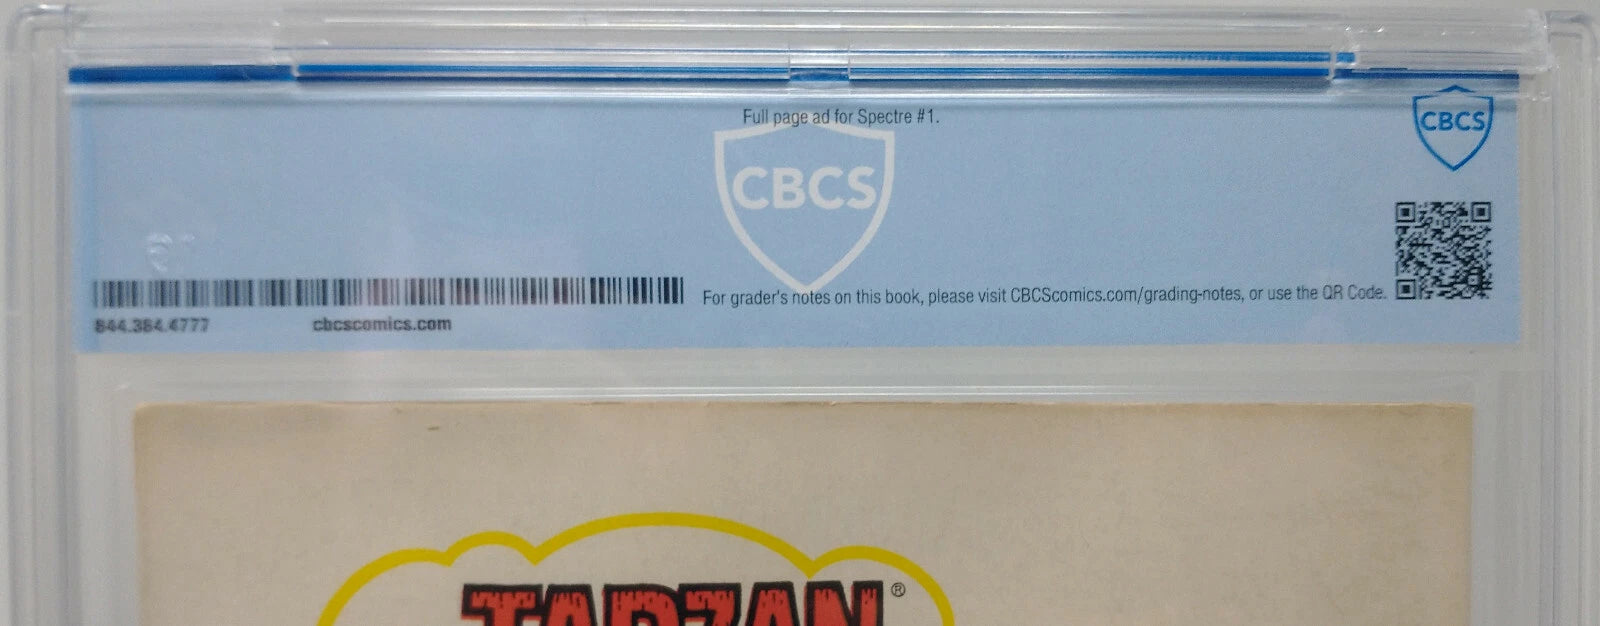 Full page ad for Spectre #1.
CBCS
CBCS
For grader's notes on this book, please visit CBCScomics.com/grading-notes, or use the QR Code.
844.384.4777
cbcscomics.com
TARZAN®